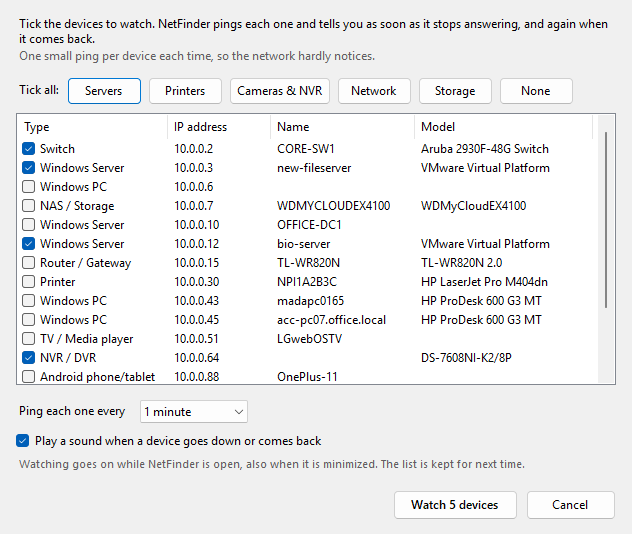 Tick the devices to watch. NetFinder pings each one and tells you as soon as it stops answering, and again when
it comes back.
One small ping per device each time, so the network hardly notices.
Tick all: Servers Printers Cameras & NVR Network Storage None
Type IP address Name Model
Switch 10.0.0.2 CORE-SW1 Aruba 2930F-48G Switch
Windows Server 10.0.0.3 new-fileserver VMware Virtual Platform
Windows PC 10.0.0.6
NAS / Storage 10.0.0.7 WDMYCLOUDEX4100 WDMyCloudEX4100
Windows Server 10.0.0.10 OFFICE-DC1
Windows Server 10.0.0.12 bio-server VMware Virtual Platform
Router / Gateway 10.0.0.15 TL-WR820N TL-WR820N 2.0
Printer 10.0.0.30 NPI1A2B3C HP LaserJet Pro M404dn
Windows PC 10.0.0.43 madapc0165 HP ProDesk 600 G3 MT
Windows PC 10.0.0.45 acc-pc07.office.local HP ProDesk 600 G3 MT
TV / Media player 10.0.0.51 LGwebOSTV
NVR / DVR 10.0.0.64 DS-7608NI-K2/8P
Android phone/tablet 10.0.0.88 OnePlus-11
Ping each one every 1 minute
Play a sound when a device goes down or comes back
Watching goes on while NetFinder is open, also when it is minimized. The list is kept for next time.
Watch 5 devices Cancel